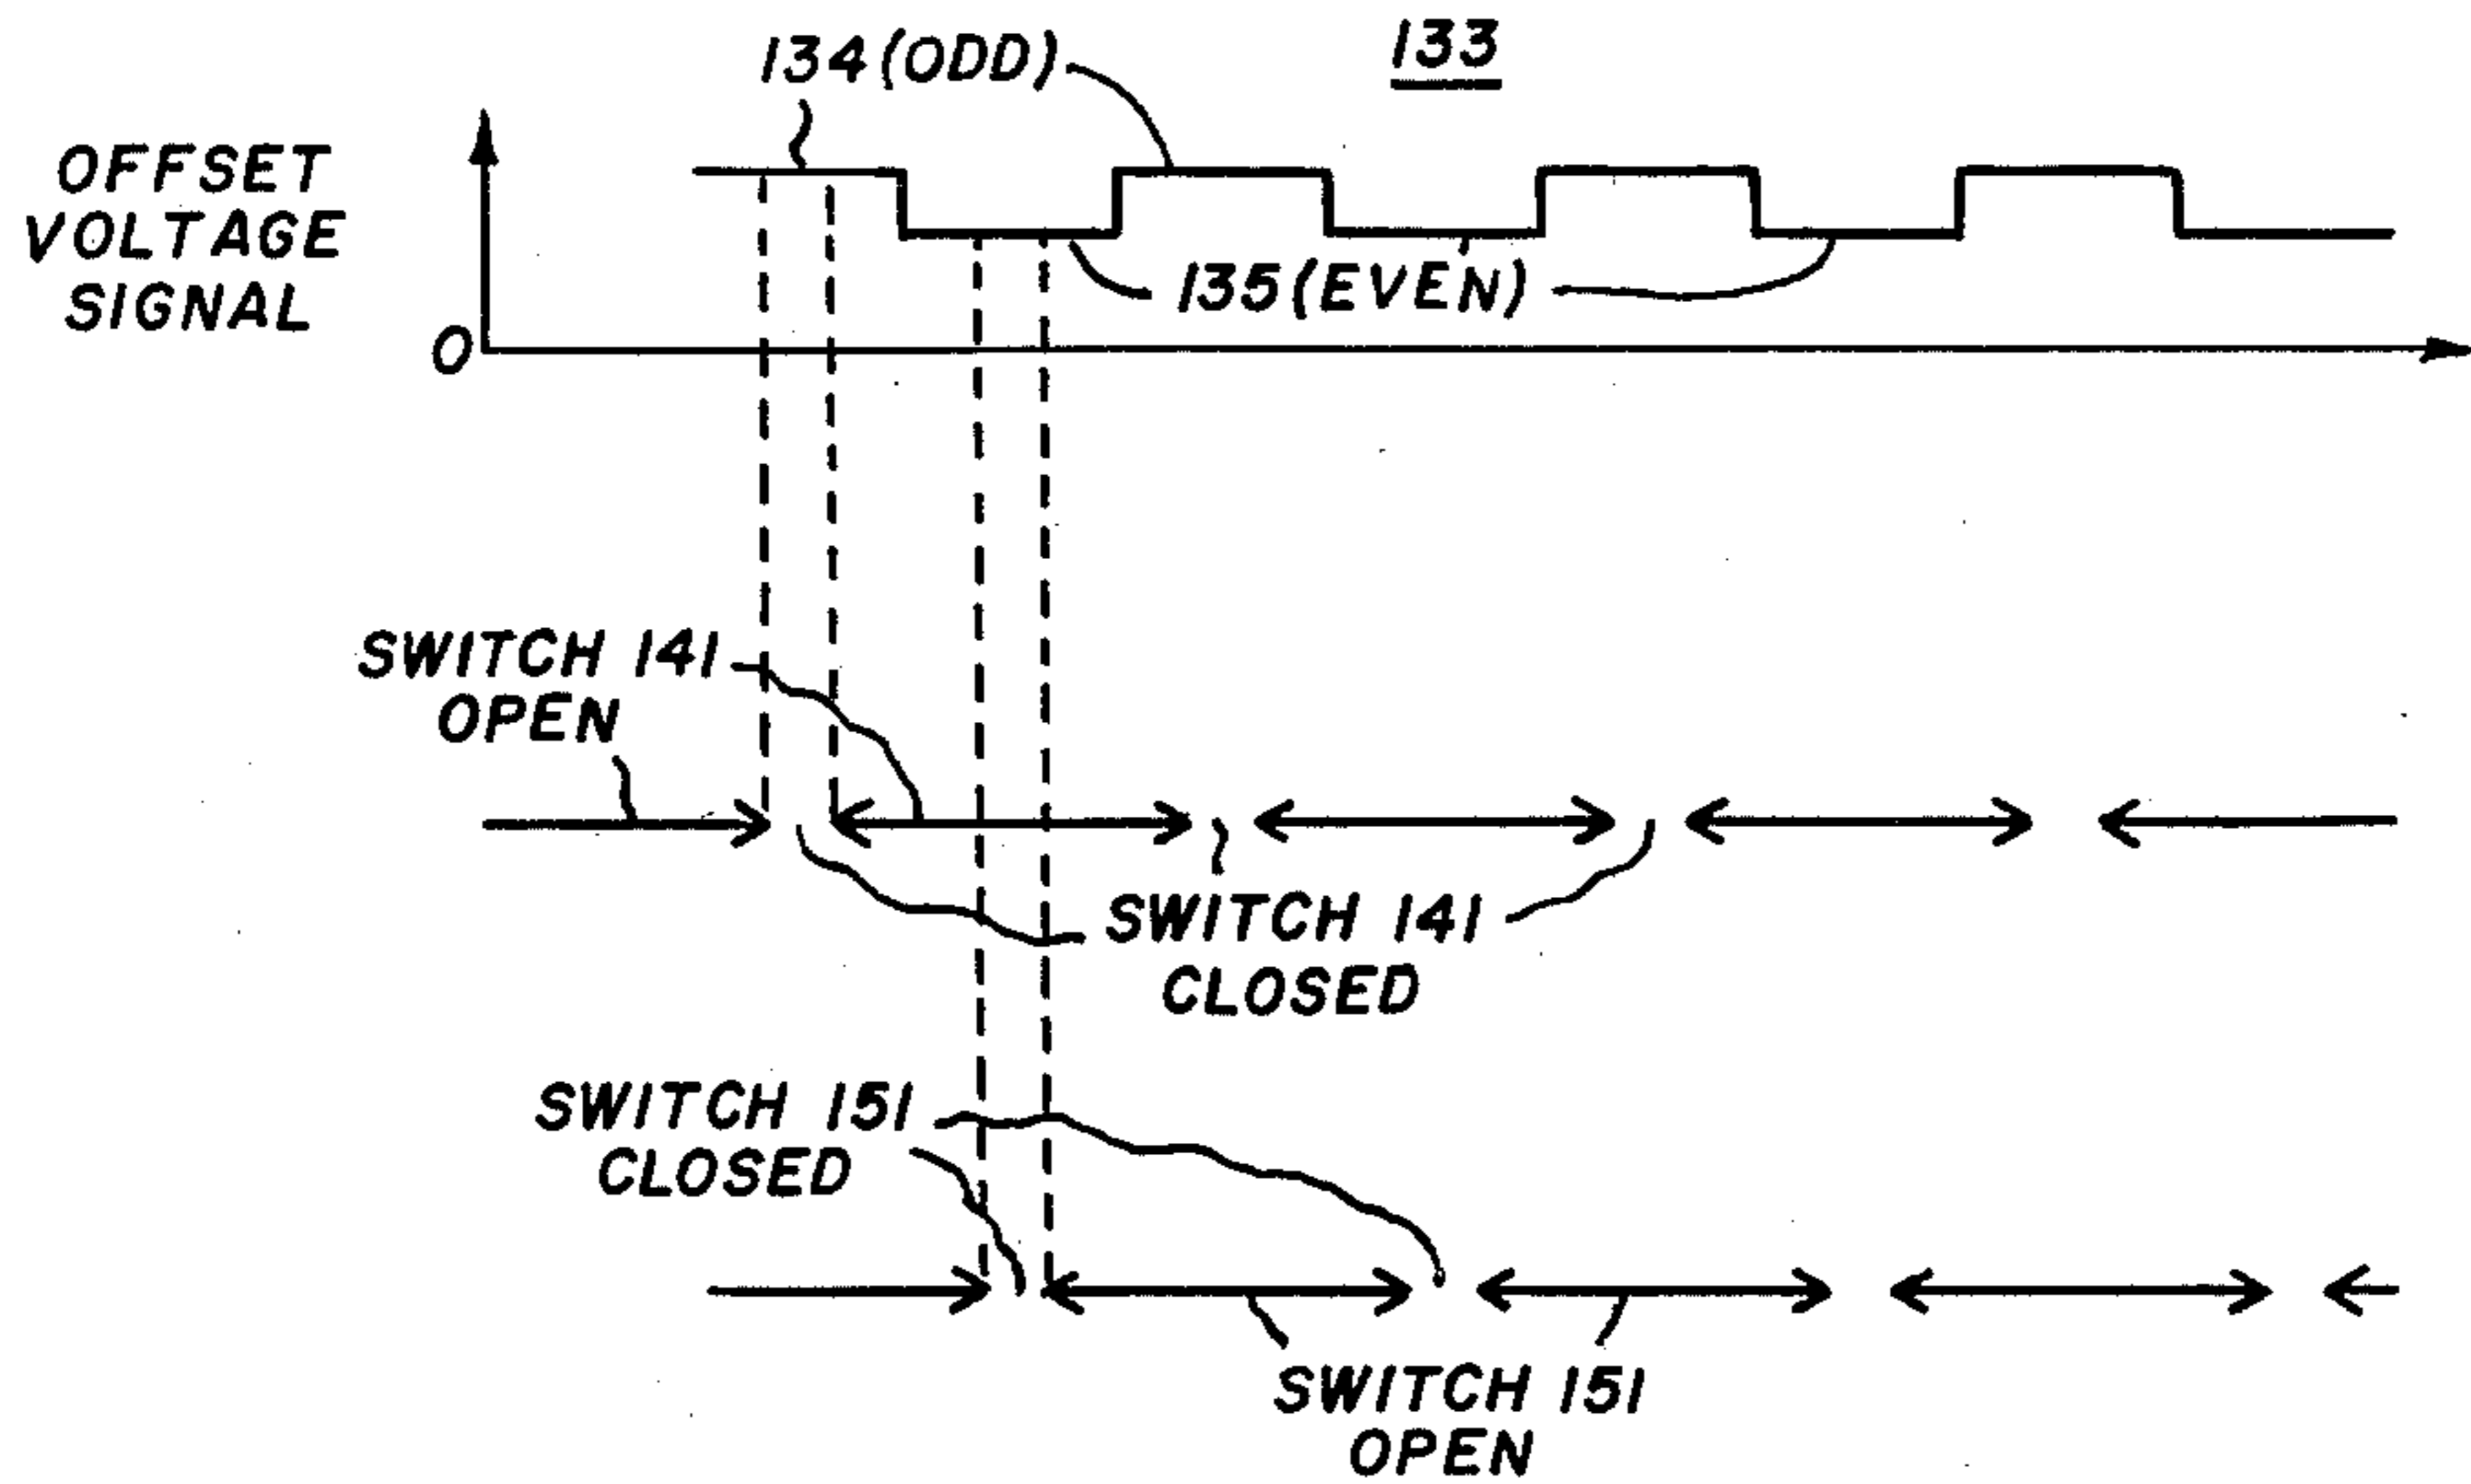 134 (ODD)
133
OFFSET
VOLTAGE
SIGNAL
135 (EVEN)
0
SWITCH 141
OPEN
SWITCH 141
CLOSED
SWITCH 151
CLOSED
SWITCH 151
OPEN